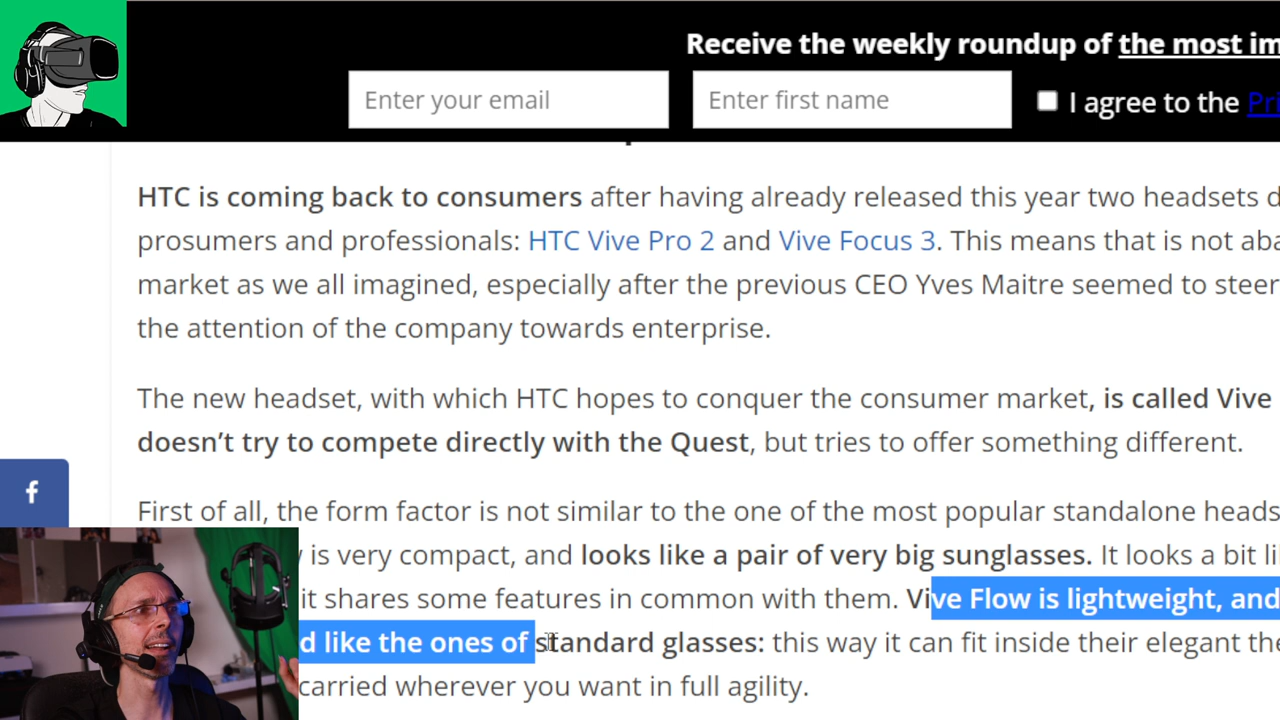 Receive the weekly roundup of the most im
Enter your email
Enter first name
I agree to the Pri
HTC is coming back to consumers after having already released this year two headsets d
prosumers and professionals: HTC Vive Pro 2 and Vive Focus 3. This means that is not aba
market as we all imagined, especially after the previous CEO Yves Maitre seemed to steer
the attention of the company towards enterprise.
The new headset, with which HTC hopes to conquer the consumer market, is called Vive
doesn’t try to compete directly with the Quest, but tries to offer something different.
First of all, the form factor is not similar to the one of the most popular standalone heads
is very compact, and looks like a pair of very big sunglasses. It looks a bit li
it shares some features in common with them. Vive Flow is lightweight, and
d like the ones of standard glasses: this way it can fit inside their elegant the
carried wherever you want in full agility.
f